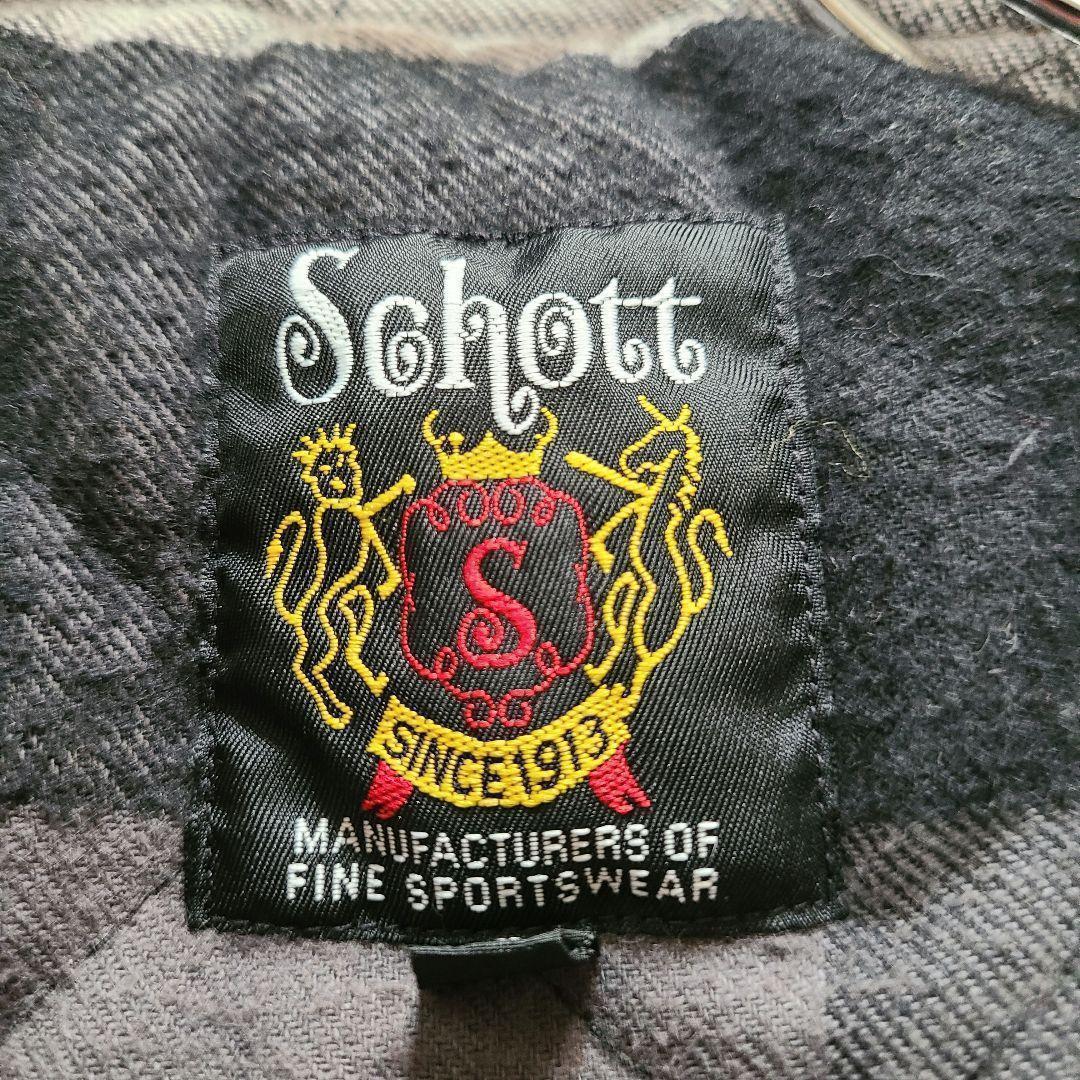 Schott
S
SINCE 1913
MANUFACTURERS OF
FINE SPORTSWEAR